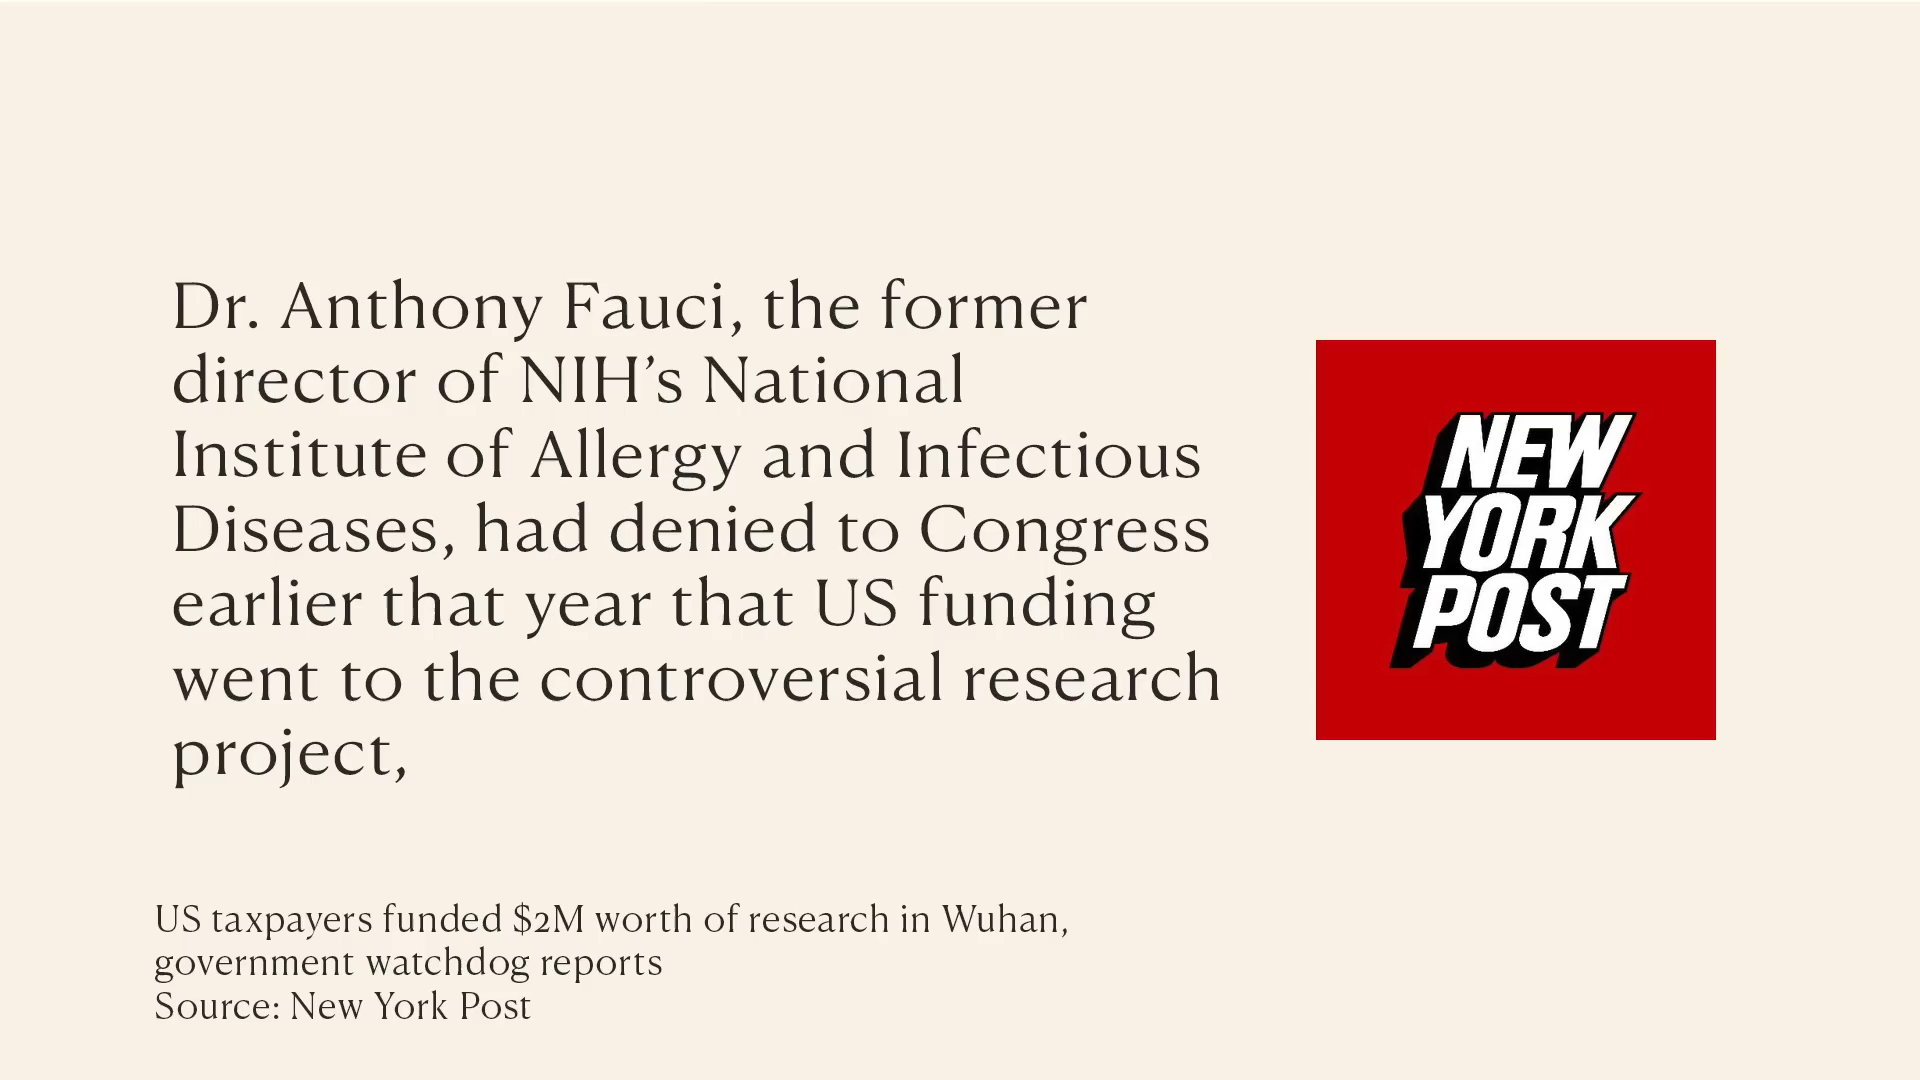 Dr. Anthony Fauci, the former
director of NIH’s National
Institute of Allergy and Infectious
Diseases, had denied to Congress
earlier that year that US funding
went to the controversial research
project,
NEW
YORK
POST
US taxpayers funded $2M worth of research in Wuhan,
government watchdog reports
Source: New York Post